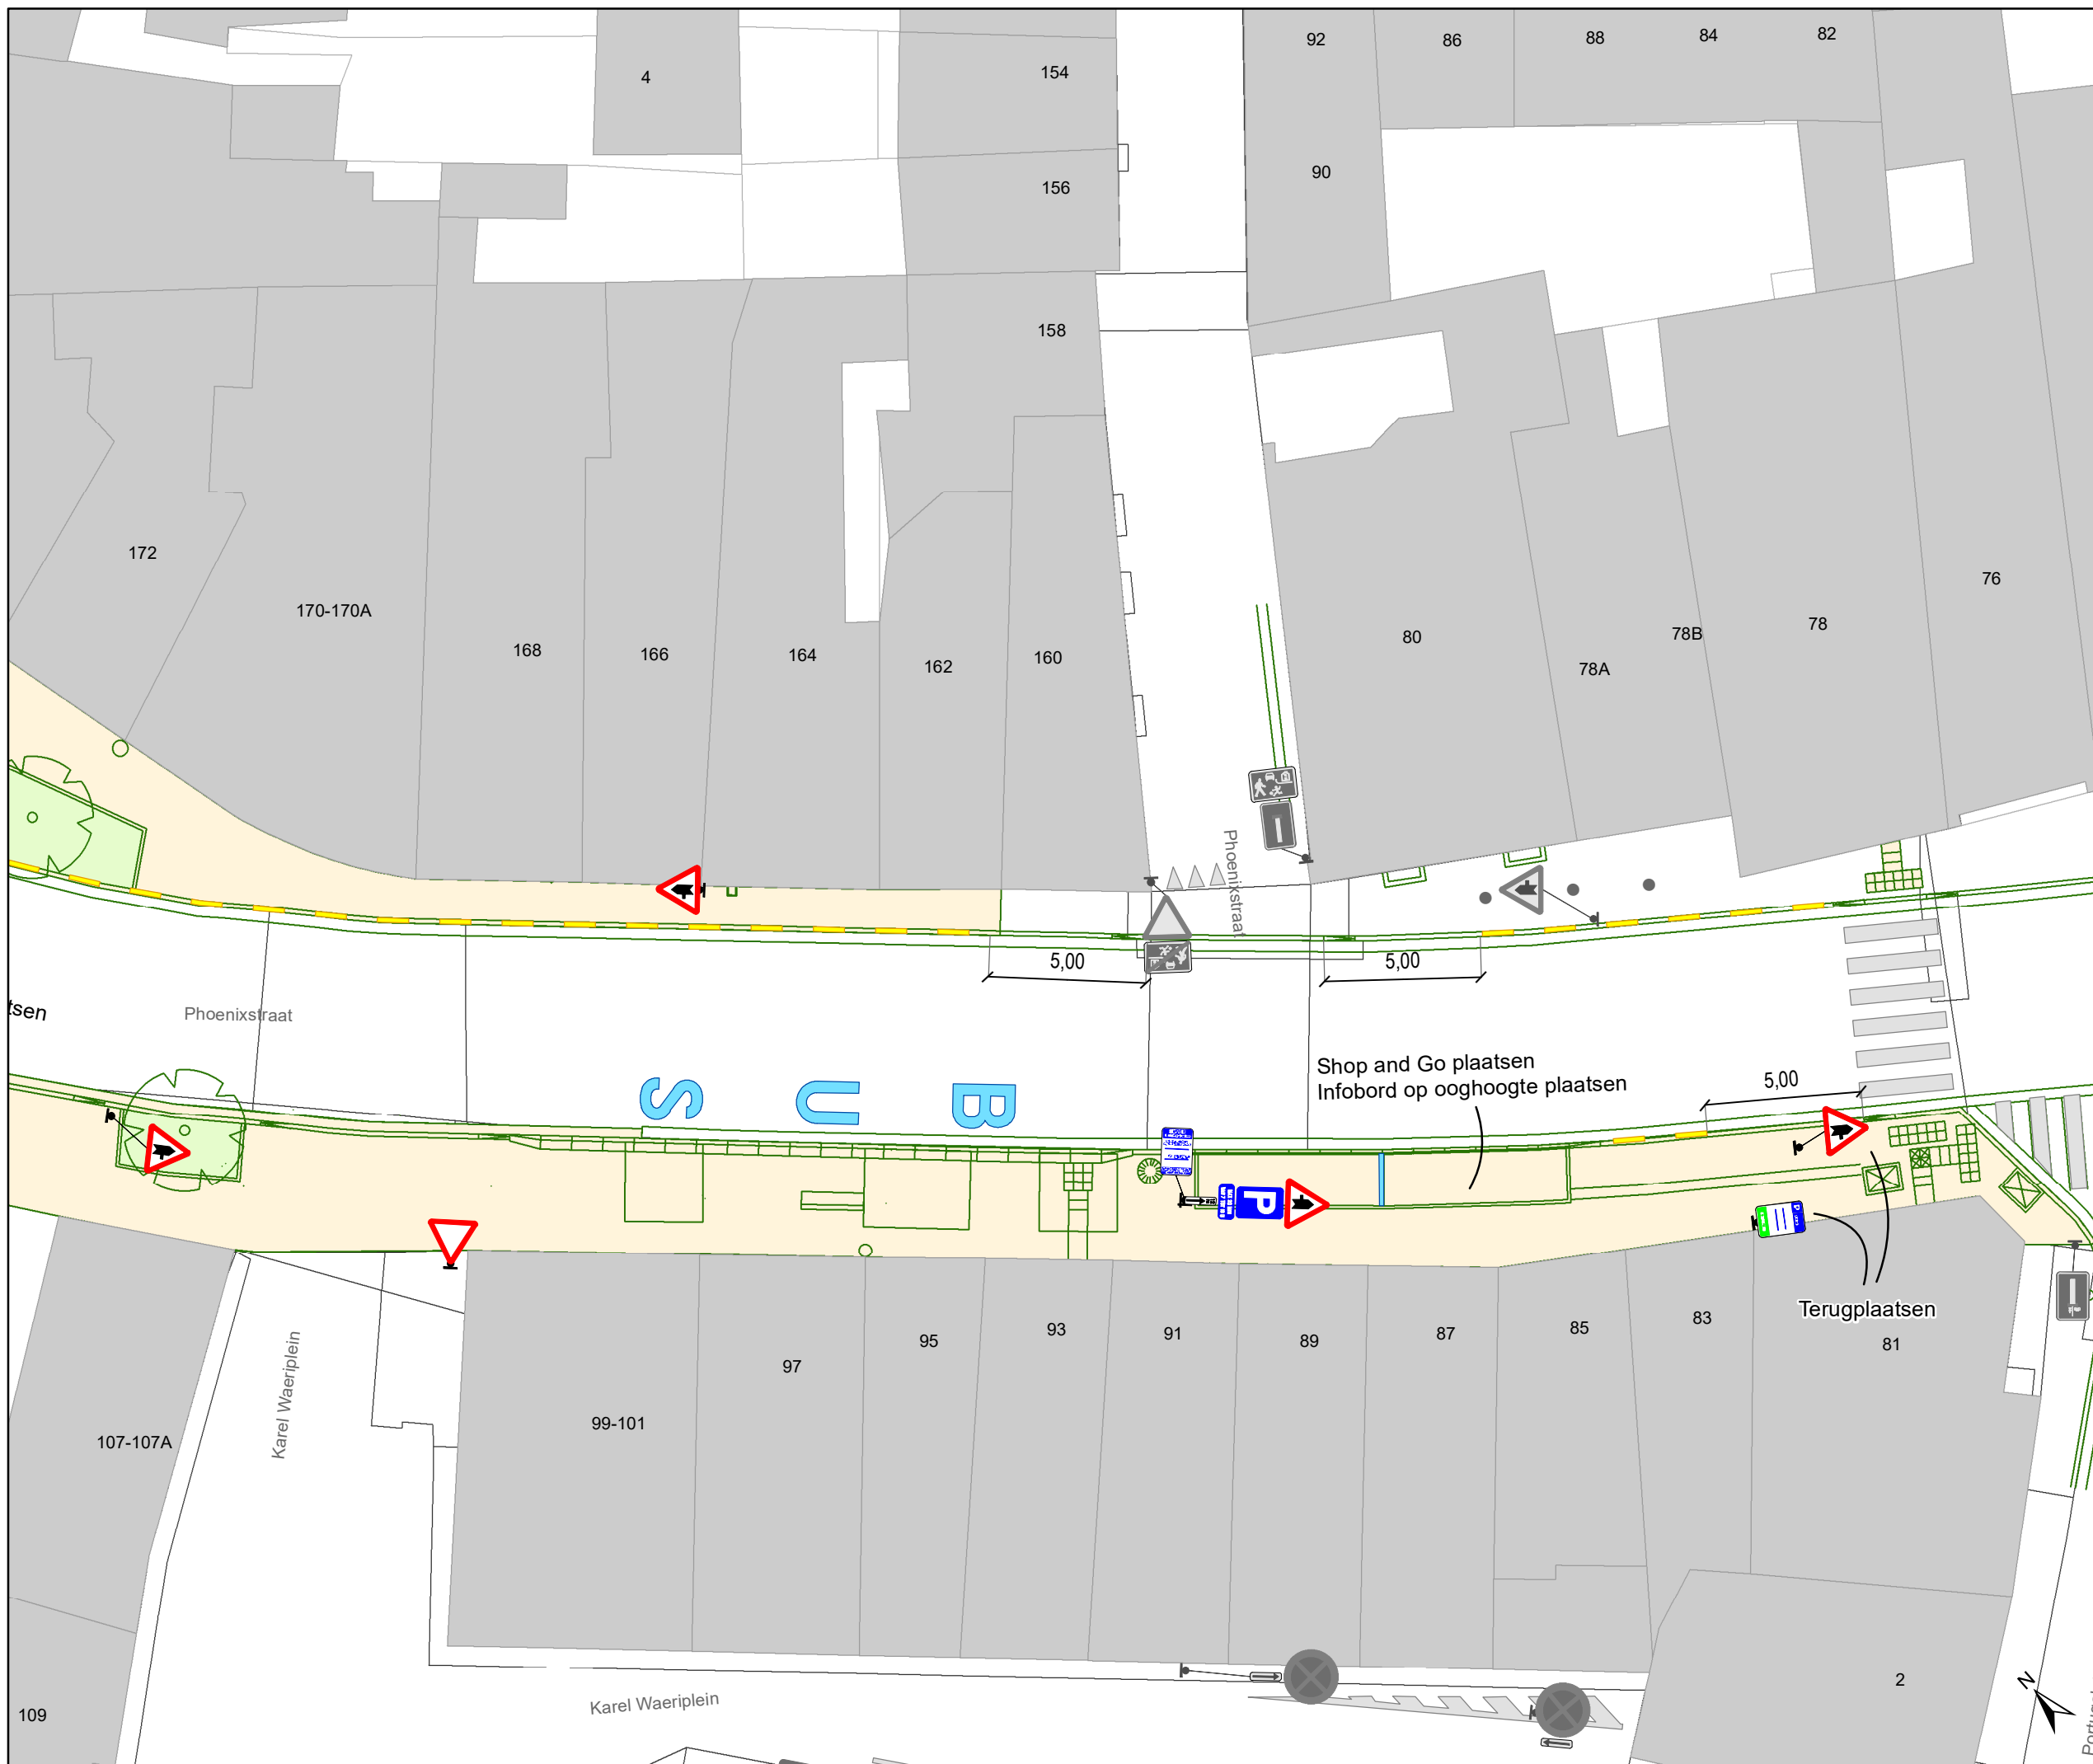 92
86
88
84
82
4
154
156
90
158
172
170-170A
168
166
164
162
160
80
78A
78B
78
76
Phoenixstraat
5,00
5,00
tsen
Phoenixstraat
Shop and Go plaatsen
Infobord op ooghoogte plaatsen
5,00
S U B
P
Terugplaatsen
99-101
97
95
93
91
89
87
85
83
81
Karel Waeriplein
107-107A
109
Karel Waeriplein
2
N